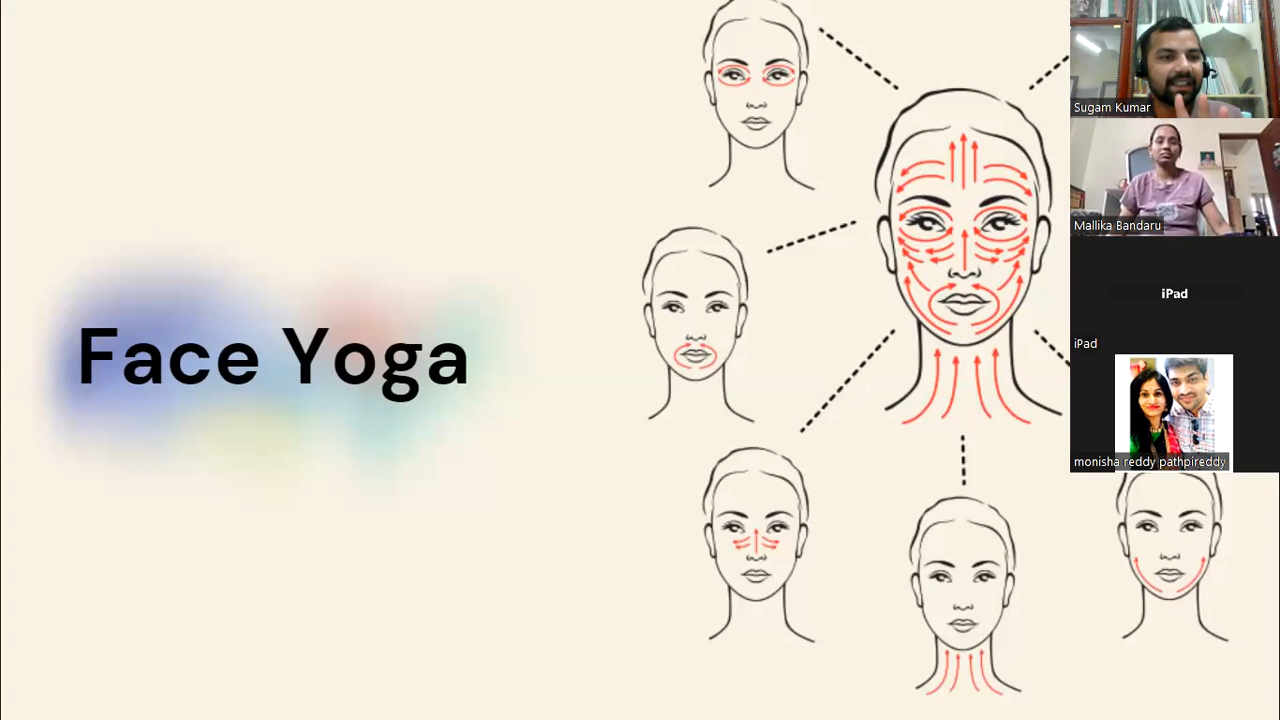 Face Yoga
Sugam Kumar
Mallika Bandaru
iPad
iPad
monisha reddy pathpireddy